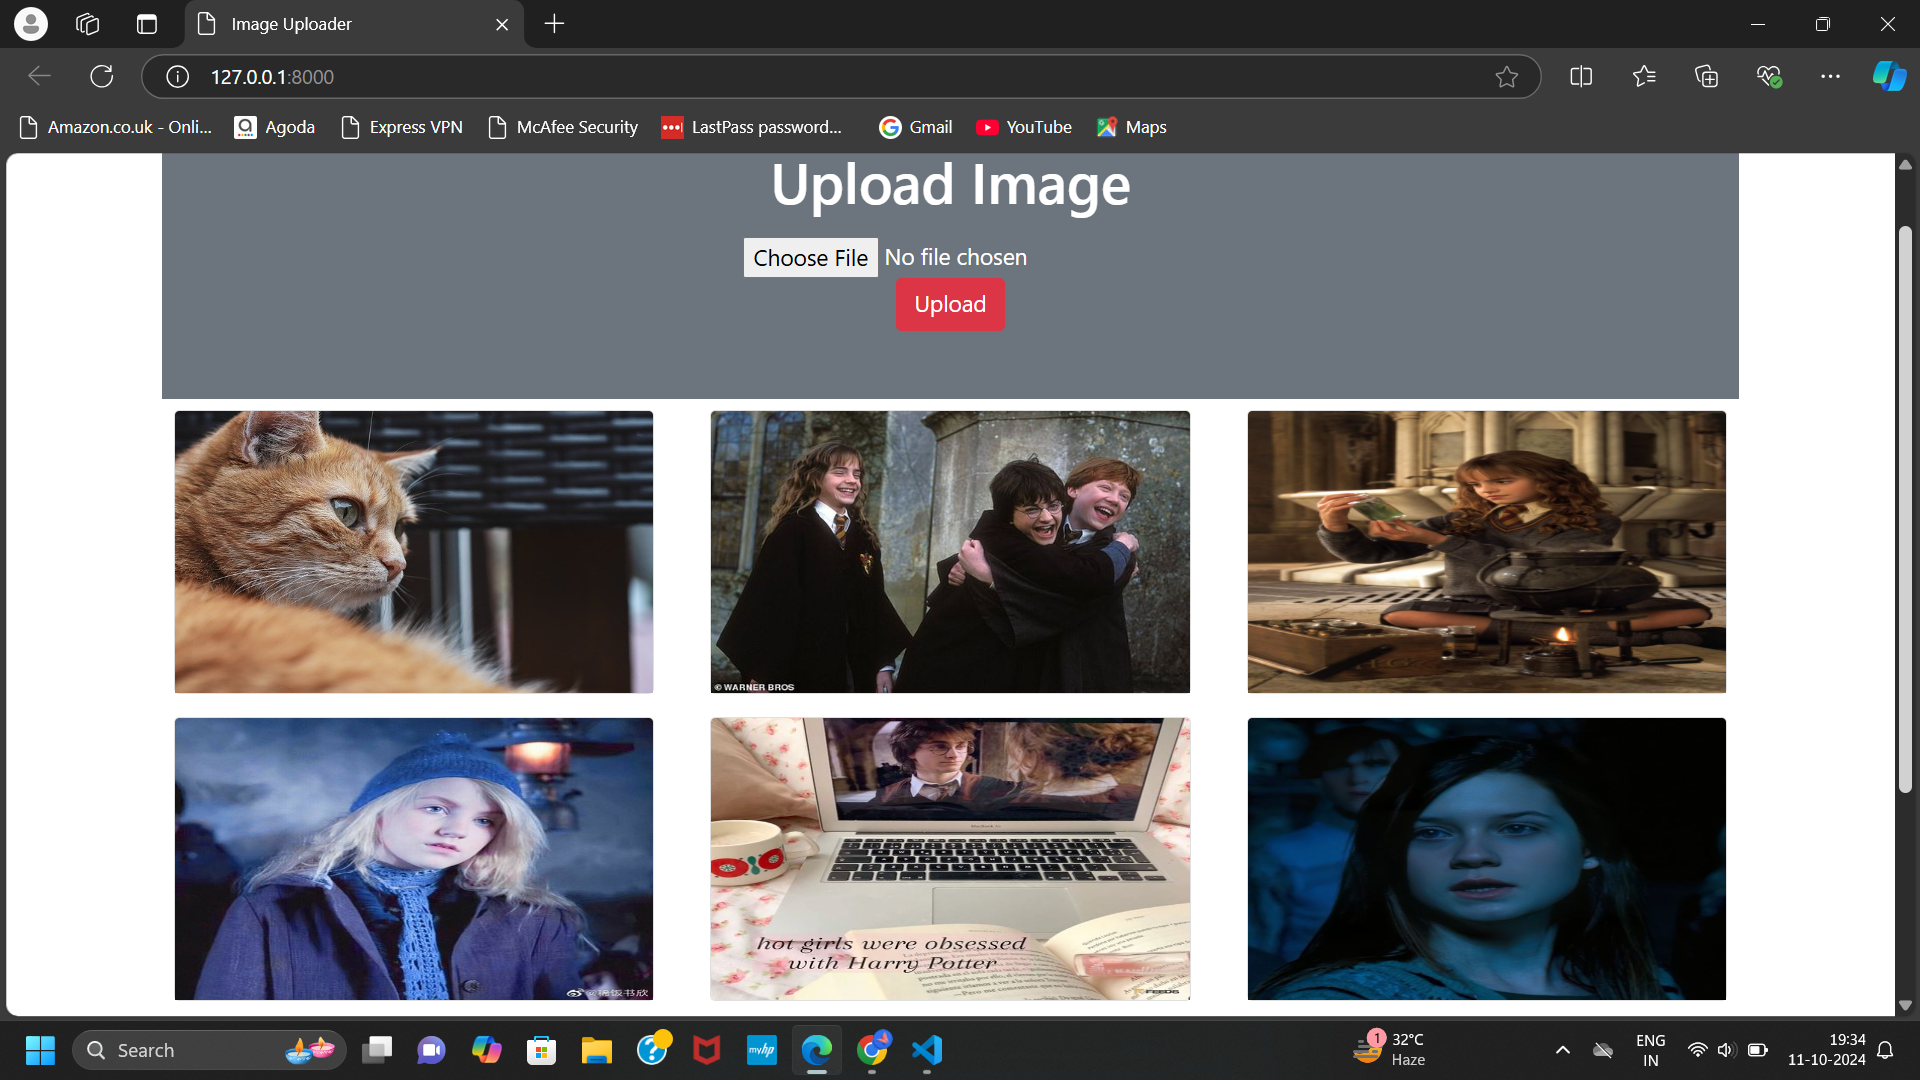 Image Uploader
127.0.0.1:8000
Amazon.co.uk - Onli...
Agoda
Express VPN
McAfee Security
LastPass password...
Gmail
YouTube
Maps
Upload Image
Choose File No file chosen
Upload
© WARNER BROS
hot girls were obsessed
with Harry Potter
Search
myhp
1
32°C
Haze
ENG
IN
19:34
11-10-2024